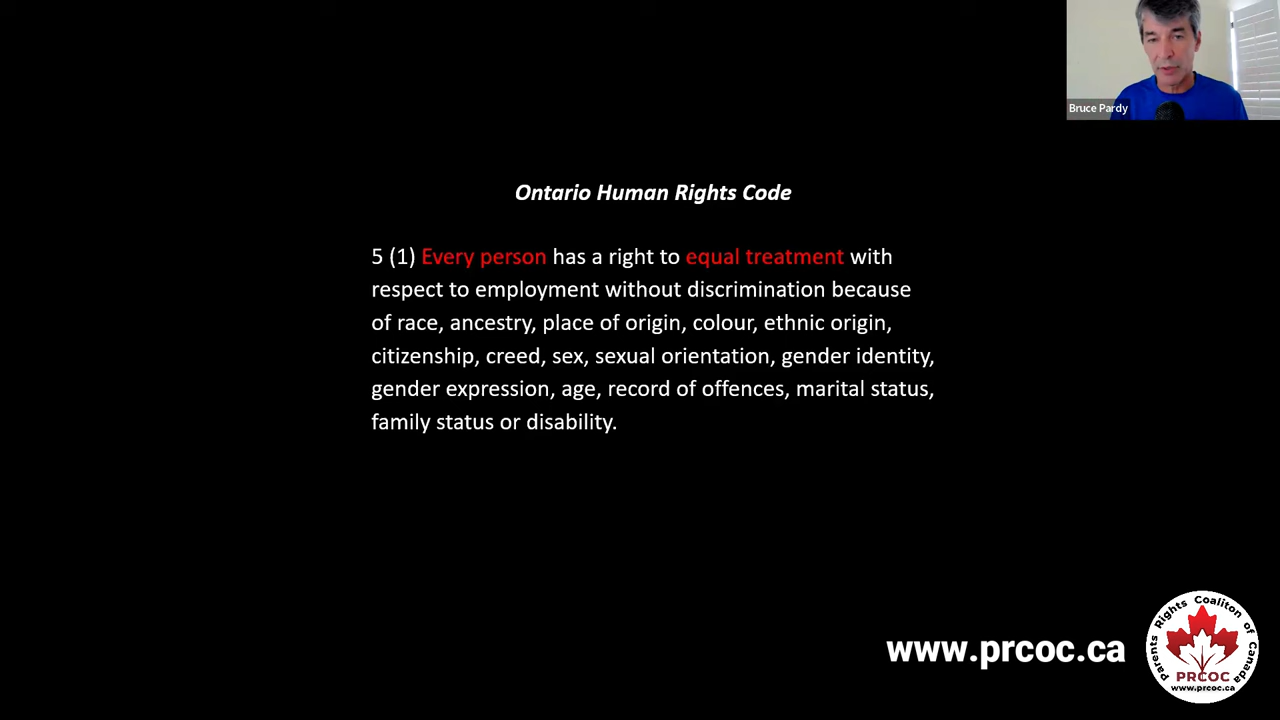 Bruce Pardy
Ontario Human Rights Code
5 (1) Every person has a right to equal treatment with
respect to employment without discrimination because
of race, ancestry, place of origin, colour, ethnic origin,
citizenship, creed, sex, sexual orientation, gender identity,
gender expression, age, record of offences, marital status,
family status or disability.
www.prcoc.ca
Parents Rights Coaliton of Canada
PRCOC
www.prcoc.ca